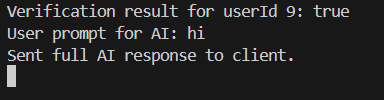 Verification result for userId 9: true
User prompt for AI: hi
Sent full AI response to client.